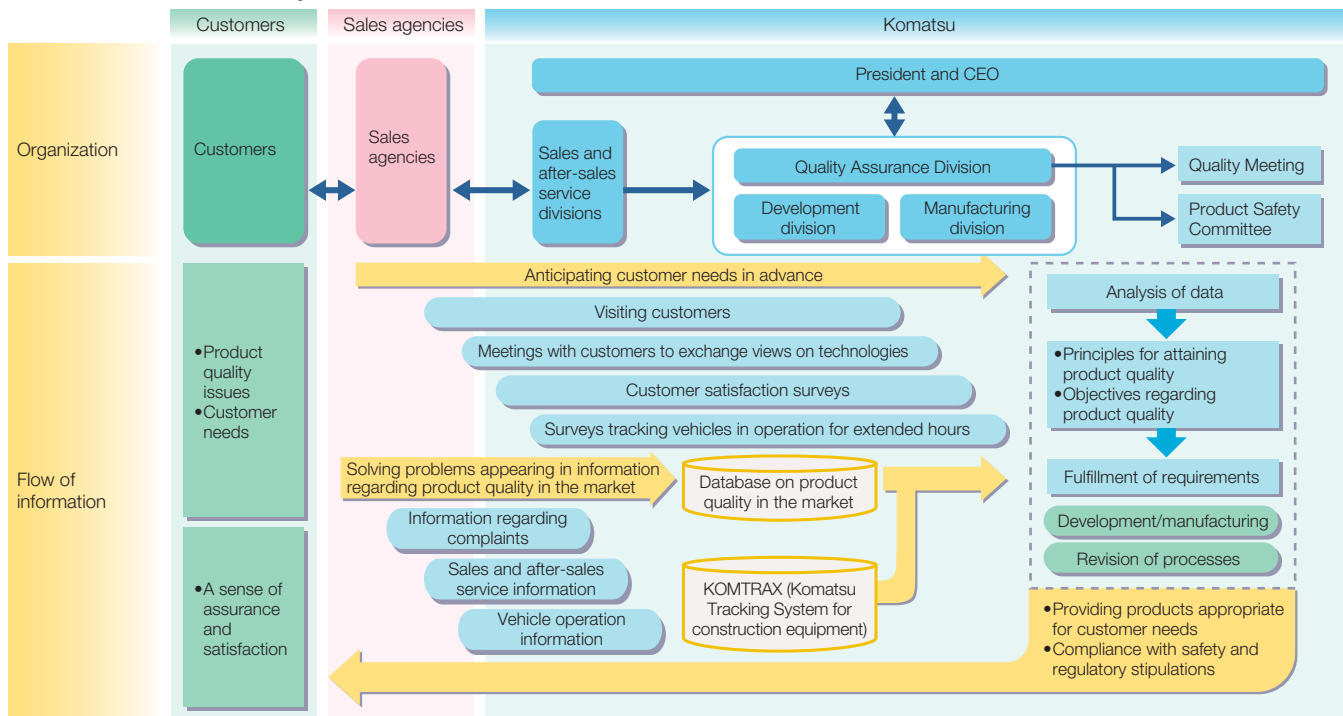 Customers
Sales agencies
Komatsu
Organization
Customers
Sales
agencies
President and CEO
Sales and
after-sales
service
divisions
Quality Assurance Division
Development
division
Manufacturing
division
Quality Meeting
Product Safety
Committee
Flow of
information
•Product
quality
issues
•Customer
needs
•A sense of
assurance
and
satisfaction
Anticipating customer needs in advance
Visiting customers
Meetings with customers to exchange views on technologies
Customer satisfaction surveys
Surveys tracking vehicles in operation for extended hours
Solving problems appearing in information
regarding product quality in the market
Information regarding
complaints
Sales and after-sales
service information
Vehicle operation
information
Database on product
quality in the market
KOMTRAX (Komatsu
Tracking System for
construction equipment)
Analysis of data
•Principles for attaining
product quality
•Objectives regarding
product quality
Fulfillment of requirements
Development/manufacturing
Revision of processes
•Providing products appropriate
for customer needs
•Compliance with safety and
regulatory stipulations